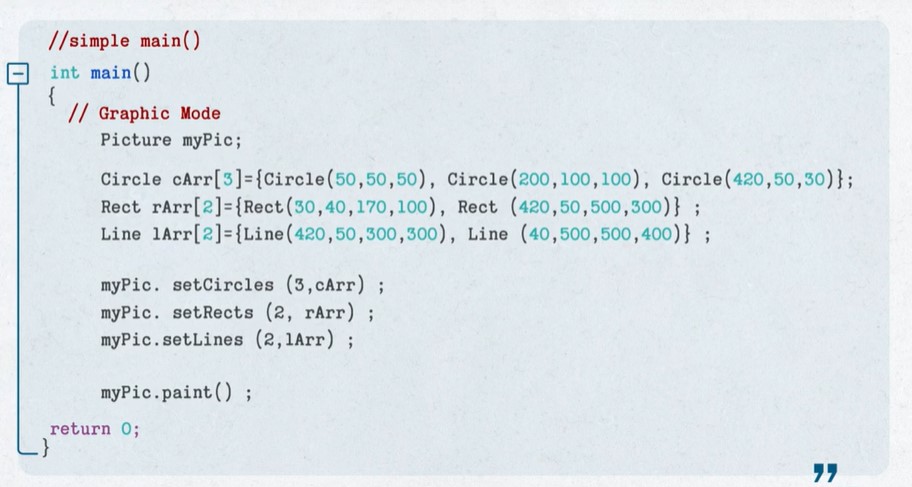 //simple main()
int main()
{
// Graphic Mode
Picture myPic;
Circle cArr[3]={Circle(50,50,50), Circle(200,100,100), Circle(420,50,30)};
Rect rArr[2]={Rect(30,40,170,100), Rect (420,50,500,300)} ;
Line lArr[2]={Line(420,50,300,300), Line (40,500,500,400)} ;
myPic. setCircles (3,cArr) ;
myPic. setRects (2, rArr) ;
myPic.setLines (2,lArr) ;
myPic.paint() ;
return 0;
}
”